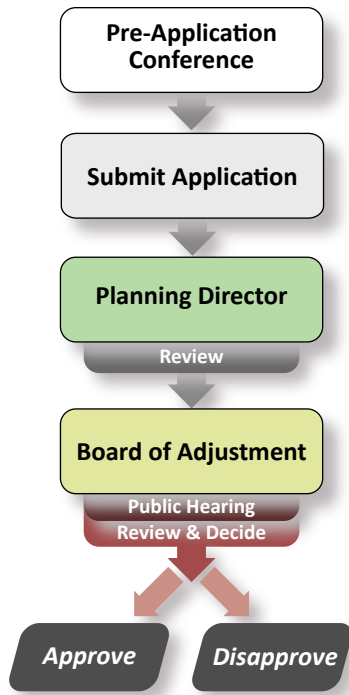 Pre-Application
Conference
Submit Application
Planning Director
Review
Board of Adjustment
Public Hearing
Review & Decide
Approve
Disapprove